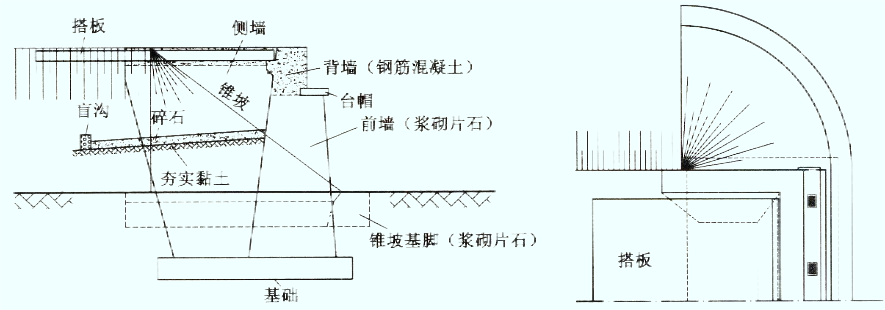 搭板
侧墙
背墙（钢筋混凝土）
台帽
锥坡
盲沟
碎石
前墙（浆砌片石）
夯实黏土
锥坡基脚（浆砌片石）
基础
搭板